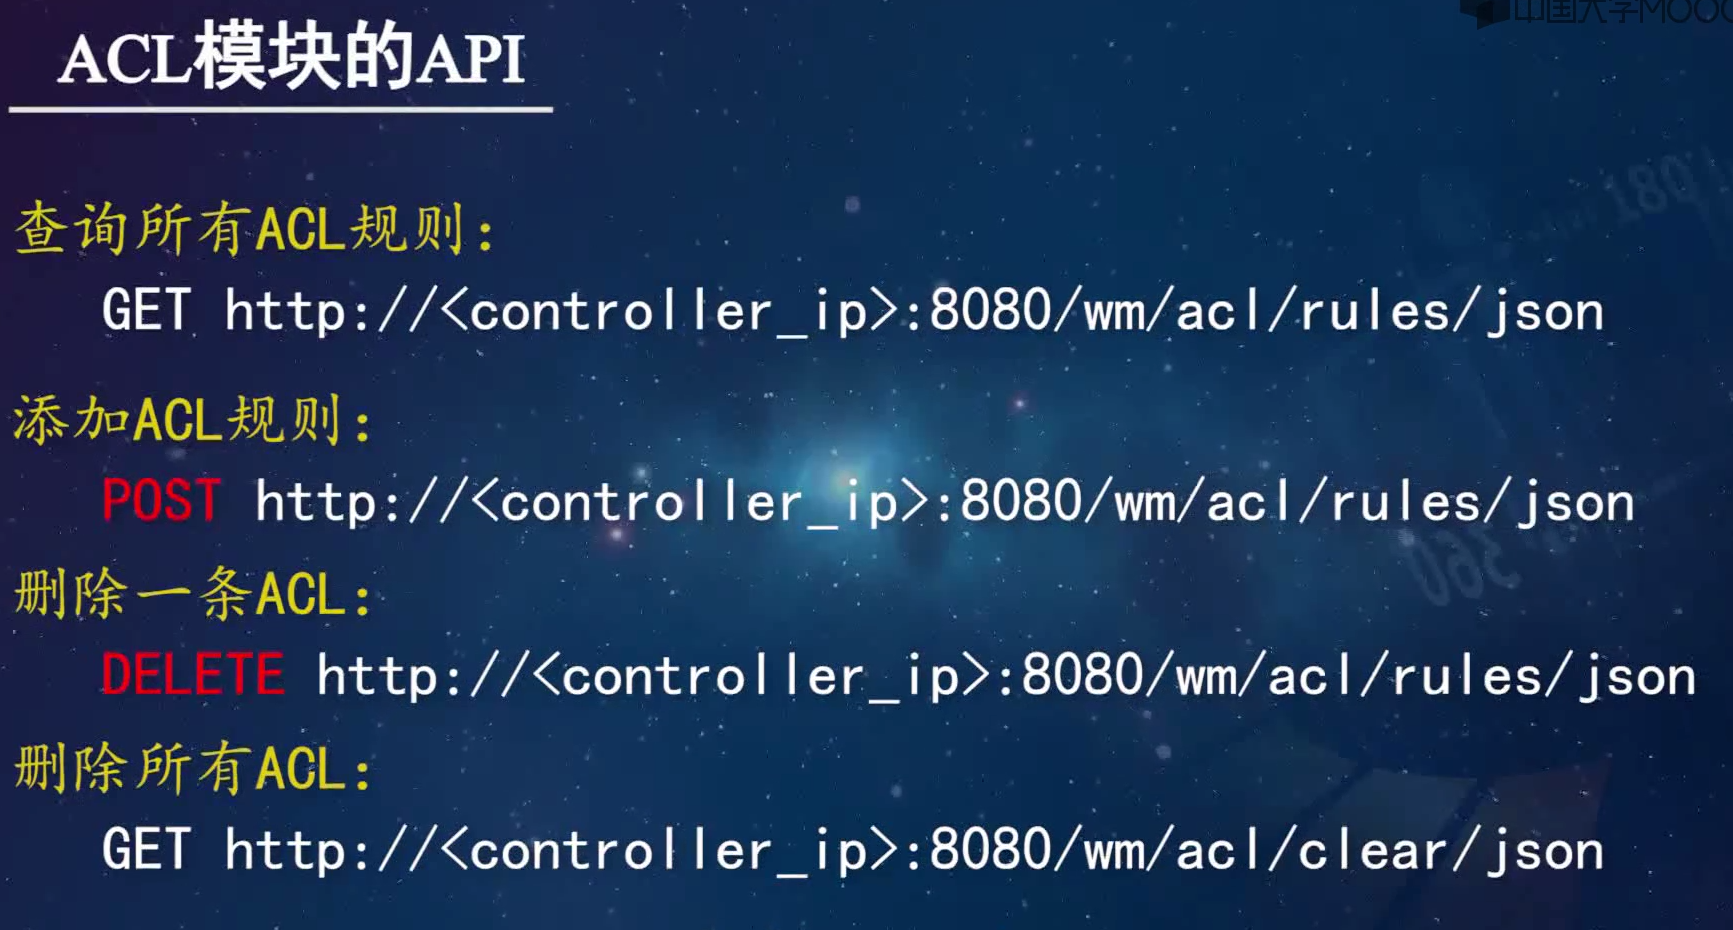 中国大学MOOC
ACL模块的API
查询所有ACL规则：
GET http://<controller_ip>:8080/wm/acl/rules/json
添加ACL规则：
POST http://<controller_ip>:8080/wm/acl/rules/json
删除一条ACL：
DELETE http://<controller_ip>:8080/wm/acl/rules/json
删除所有ACL：
GET http://<controller_ip>:8080/wm/acl/clear/json
180
360